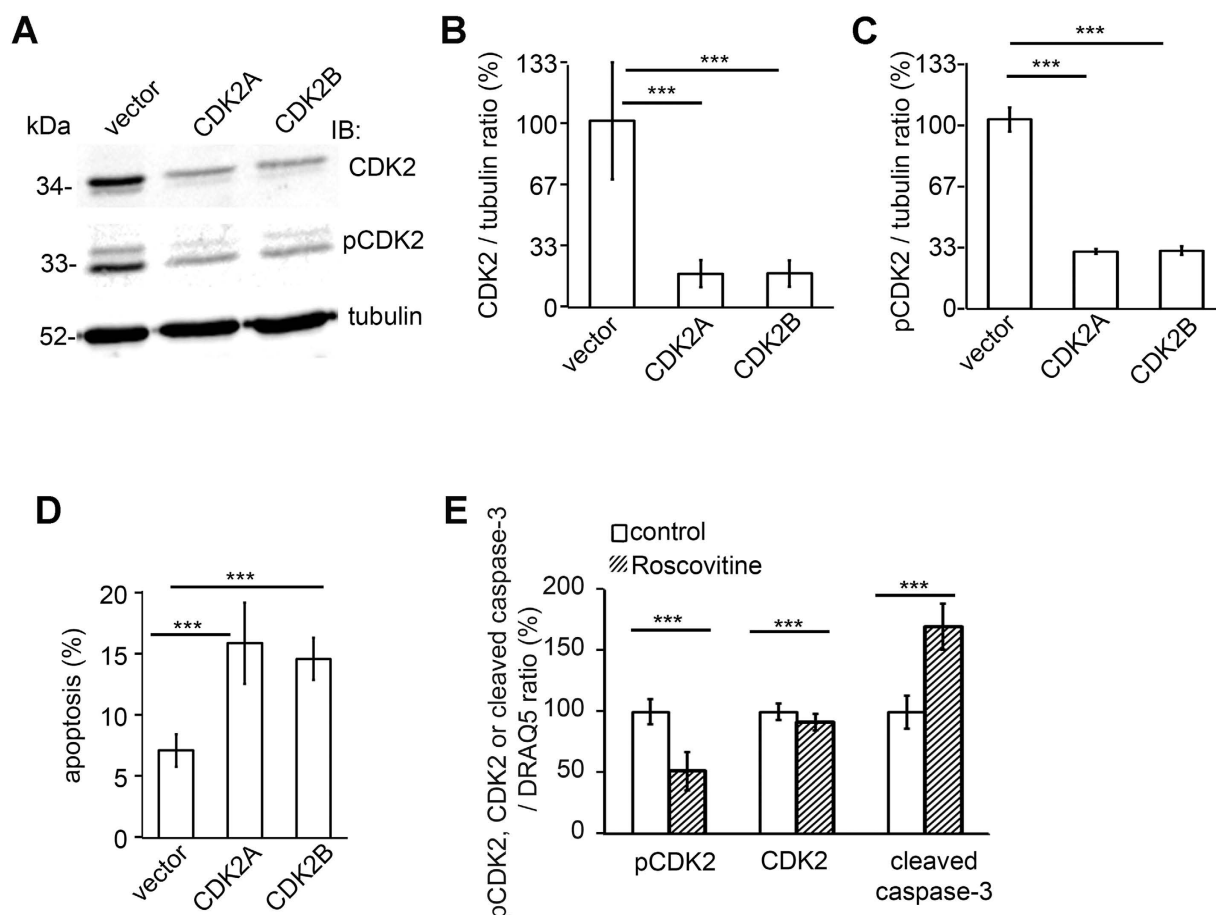 A
kDa
vector
CDK2A
CDK2B
IB:
CDK2
34-
pCDK2
33-
tubulin
52-
B
CDK2 / tubulin ratio (%)
133
100
67
33
0
***
***
vector
CDK2A
CDK2B
C
pCDK2 / tubulin ratio (%)
133
100
67
33
0
***
***
vector
CDK2A
CDK2B
D
apoptosis (%)
20
15
10
5
0
***
***
vector
CDK2A
CDK2B
E
pCDK2, CDK2 or cleaved caspase-3
/ DRAQ5 ratio (%)
control
Roscovitine
200
150
100
50
0
***
***
***
pCDK2
CDK2
cleaved
caspase-3